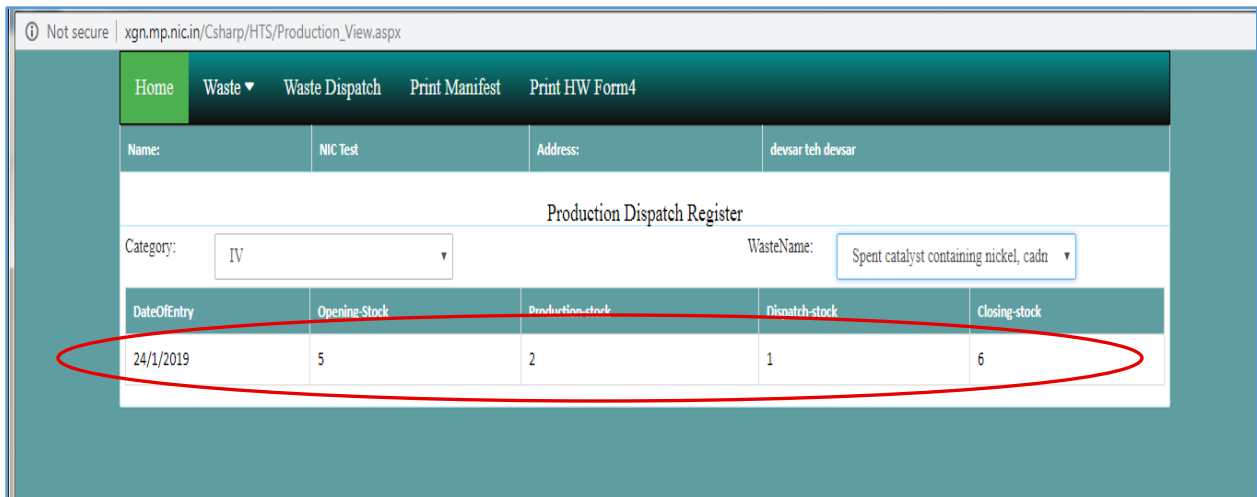 Not secure xgn.mp.nic.in/Csharp/HTS/Production_View.aspx
Home Waste Waste Dispatch Print Manifest Print HW Form4
Name: NIC Test Address: devsar teh devsar
Production Dispatch Register
Category: IV WasteName: Spent catalyst containing nickel, cadn
DateOfEntry Opening-Stock Production-stock Dispatch-stock Closing-stock
24/1/2019 5 2 1 6